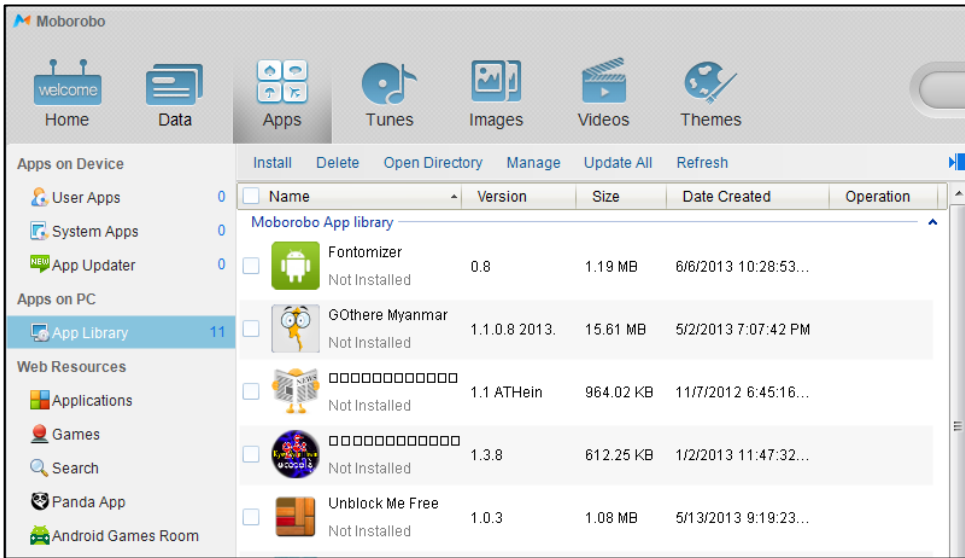 Moborobo
welcome
Home
Data
Apps
Tunes
Images
Videos
Themes
Apps on Device
User Apps 0
System Apps 0
NEW
App Updater 0
Apps on PC
App Library 11
Web Resources
Applications
Games
Search
Panda App
Android Games Room
Install Delete Open Directory Manage Update All Refresh
Name Version Size Date Created Operation
Moborobo App library
Fontomizer
Not Installed
0.8 1.19 MB 6/6/2013 10:28:53...
GOthere Myanmar
Not Installed
1.1.0.8 2013. 15.61 MB 5/2/2013 7:07:42 PM
NEWS
Not Installed
1.1 ATHein 964.02 KB 11/7/2012 6:45:16...
Not Installed
1.3.8 612.25 KB 1/2/2013 11:47:32...
Unblock Me Free
Not Installed
1.0.3 1.08 MB 5/13/2013 9:19:23...